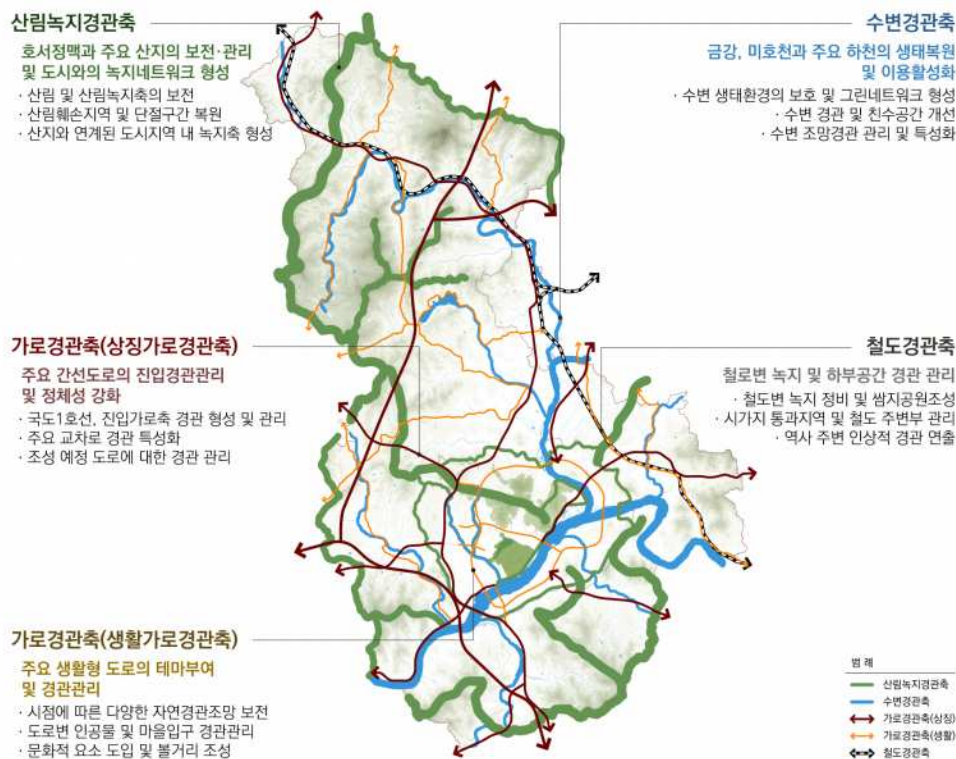 산림녹지경관축
호서정맥과 주요 산지의 보전·관리
및 도시와의 녹지네트워크 형성
· 산림 및 산림녹지축의 보전
· 산림훼손지역 및 단절구간 복원
· 산지와 연계된 도시지역 내 녹지축 형성
수변경관축
금강, 미호천과 주요 하천의 생태복원
및 이용활성화
· 수변 생태환경의 보호 및 그린네트워크 형성
· 수변 경관 및 친수공간 개선
· 수변 조망경관 관리 및 특성화
가로경관축(상징가로경관축)
주요 간선도로의 진입경관관리
및 정체성 강화
· 국도1호선, 진입가로축 경관 형성 및 관리
· 주요 교차로 경관 특성화
· 조성 예정 도로에 대한 경관 관리
철도경관축
철로변 녹지 및 하부공간 경관 관리
· 철도변 녹지 정비 및 쌈지공원조성
· 시가지 통과지역 및 철도 주변부 관리
· 역사 주변 인상적 경관 연출
가로경관축(생활가로경관축)
주요 생활형 도로의 테마부여
및 경관관리
· 시점에 따른 다양한 자연경관조망 보전
· 도로변 인공물 및 마을입구 경관관리
· 문화적 요소 도입 및 볼거리 조성
범 례
산림녹지경관축
수변경관축
가로경관축(상징)
가로경관축(생활)
철도경관축